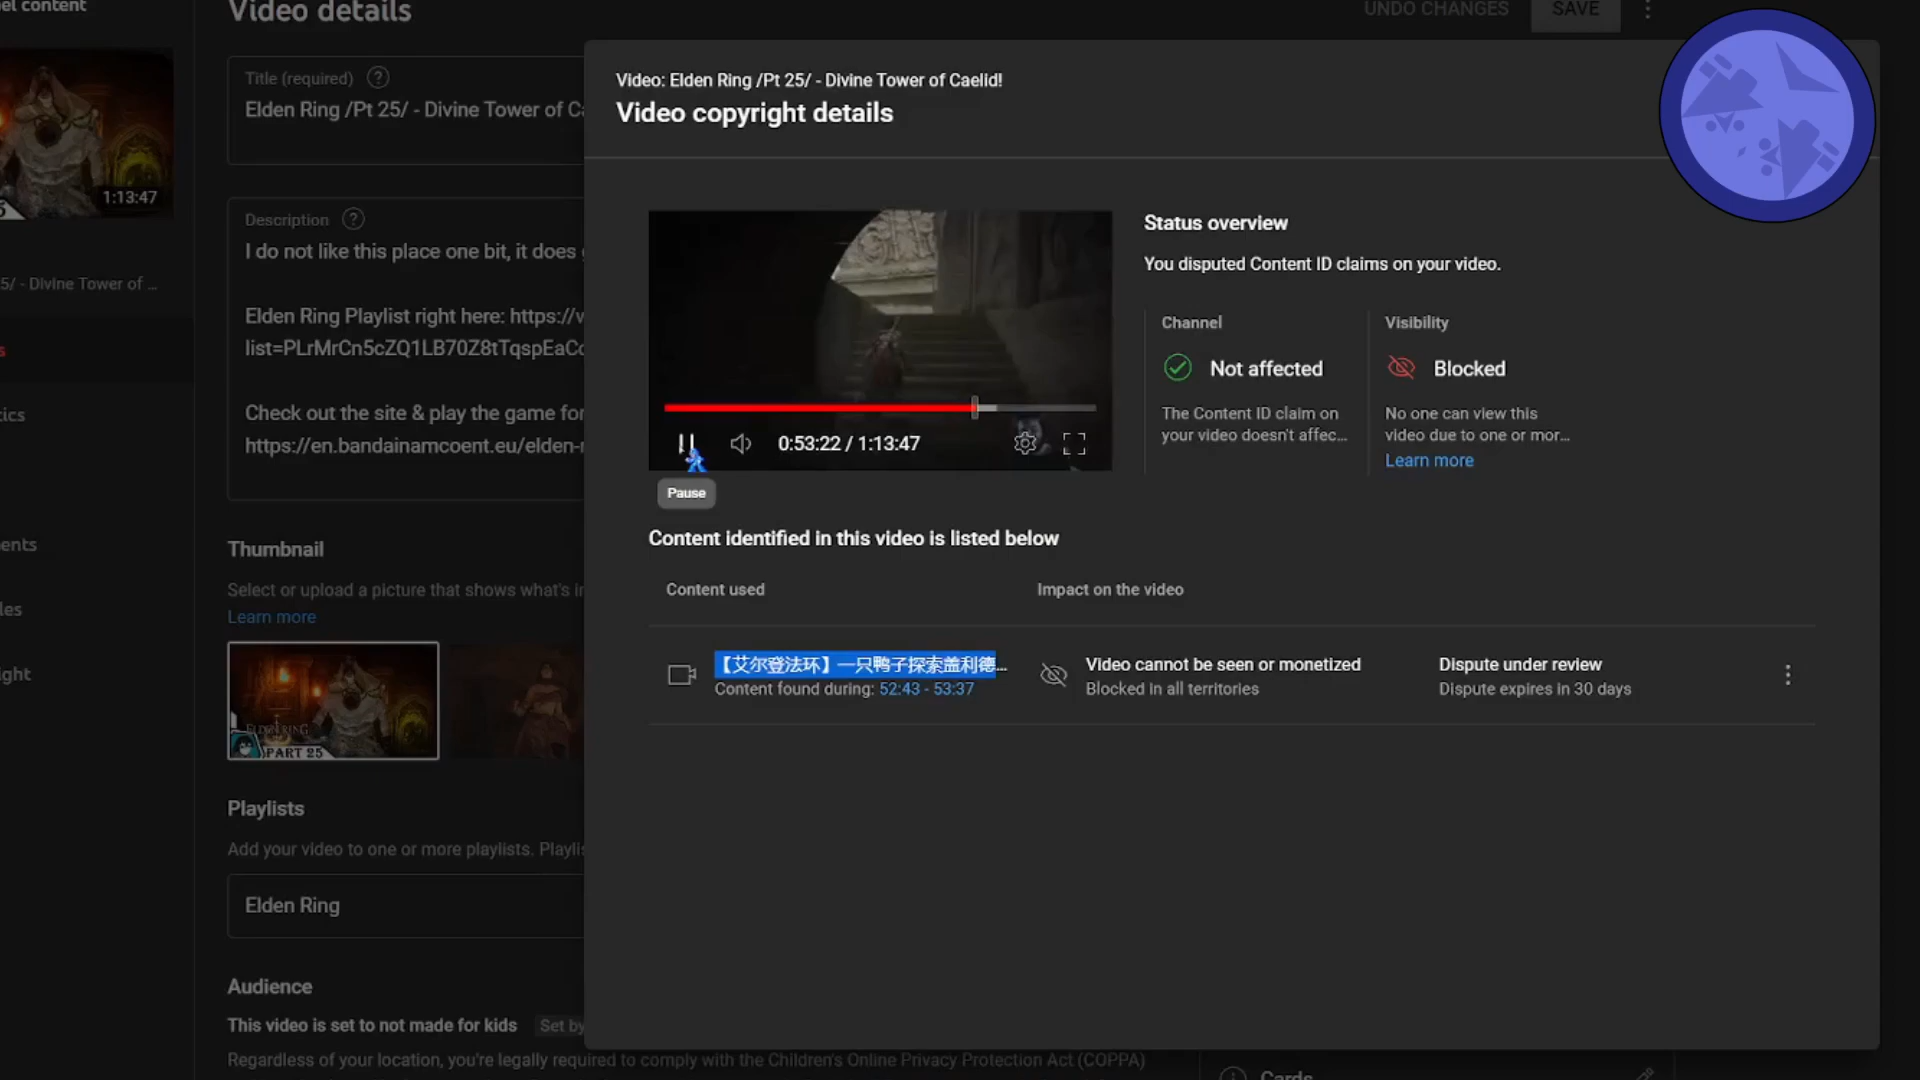 el content
Video details
UNDO CHANGES
SAVE
Title (required)
Elden Ring /Pt 25/ - Divine Tower of Ca
1:13:47
5
Description
I do not like this place one bit, it does
5/ - Divine Tower of ...
Elden Ring Playlist right here: https://
list=PLrMrCn5cZQ1LB70Z8tTqspEaC
s
Check out the site & play the game for
https://en.bandainamcoent.eu/elden-
tics
Thumbnail
ents
Select or upload a picture that shows what's
Learn more
les
ELDEN RING
PART 25
ght
Playlists
Add your video to one or more playlists.
Elden Ring
Audience
This video is set to not made for kids
Set by
Regardless of your location, you're legally required to comply with the Children's Online Privacy Protection Act (COPPA)
Cards
Video: Elden Ring /Pt 25/ - Divine Tower of Caelid!
Video copyright details
0:53:22 / 1:13:47
Pause
Status overview
You disputed Content ID claims on your video.
Channel
Not affected
The Content ID claim on
your video doesn't affec...
Visibility
Blocked
No one can view this
video due to one or mor...
Learn more
Content identified in this video is listed below
Content used
Impact on the video
【艾尔登法环】一只鸭子探索盖利德...
Content found during: 52:43 - 53:37
Video cannot be seen or monetized
Blocked in all territories
Dispute under review
Dispute expires in 30 days